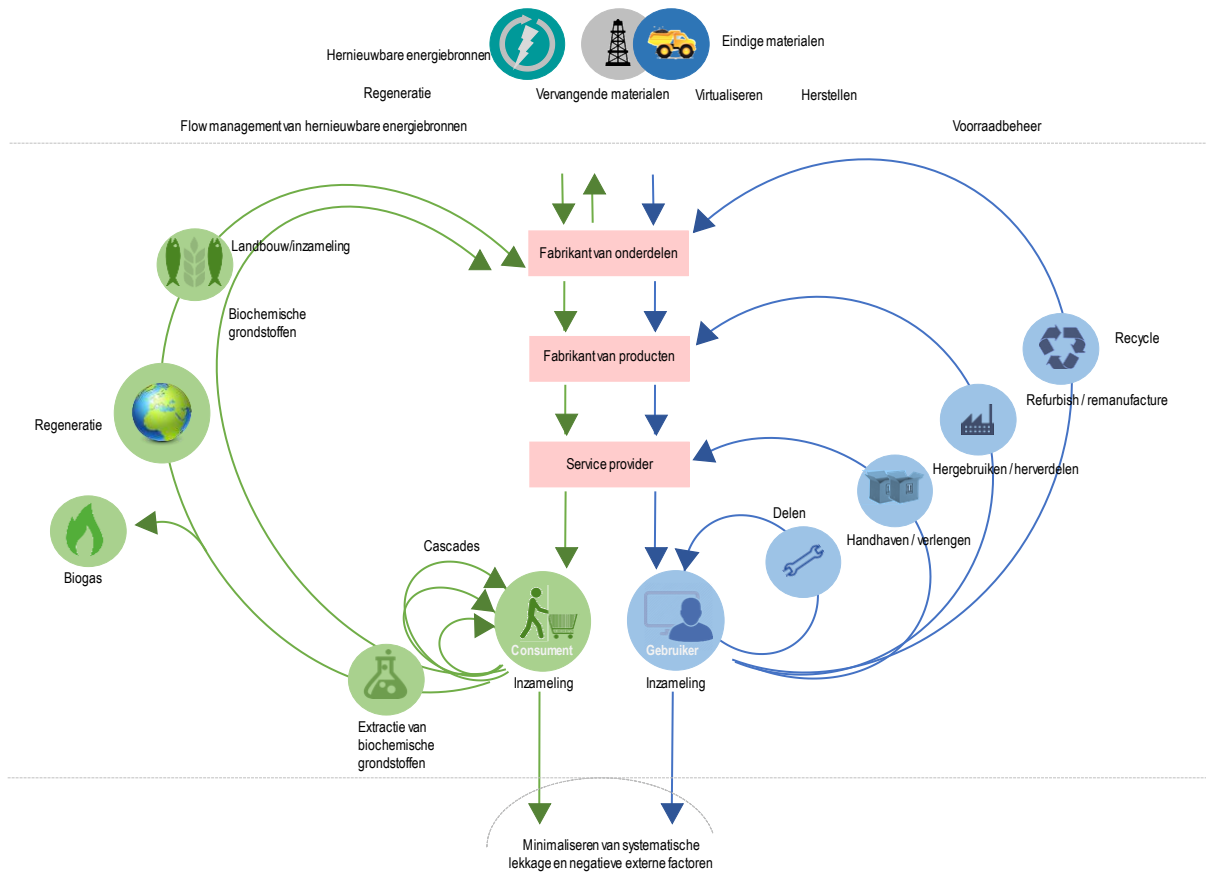 Hernieuwbare energiebronnen
Eindige materialen
Regeneratie
Vervangende materialen
Virtualiseren
Herstellen
Flow management van hernieuwbare energiebronnen
Voorraadbeheer
Landbouw/inzameling
Fabrikant van onderdelen
Biochemische
grondstoffen
Recycle
Fabrikant van producten
Refurbish / remanufacture
Regeneratie
Service provider
Hergebruiken / herverdelen
Delen
Handhaven / verlengen
Cascades
Biogas
Consument
Gebruiker
Inzameling
Inzameling
Extractie van
biochemische
grondstoffen
Minimaliseren van systematische
lekkage en negatieve externe factoren